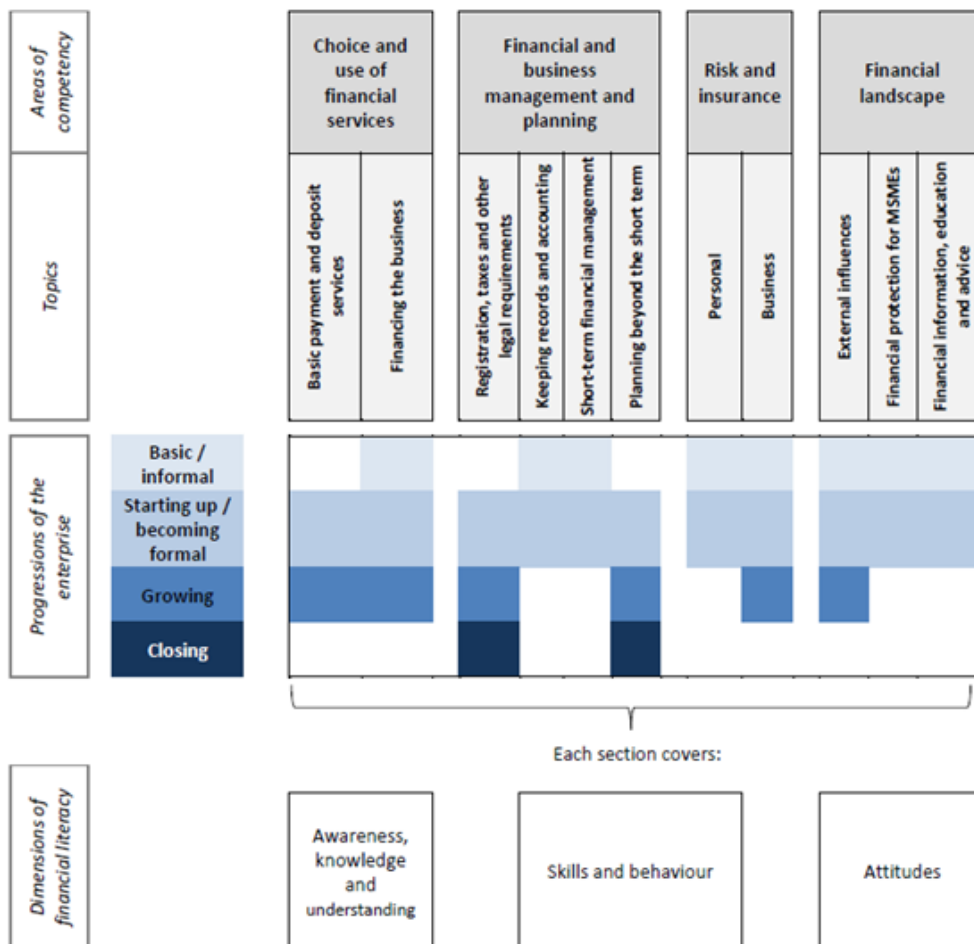 Areas of
competency
Choice and
use of
financial
services
Financial and
business
management and
planning
Risk and
insurance
Financial
landscape
Topics
Basic payment and deposit
services
Financing the business
Registration, taxes and other
legal requirements
Keeping records and accounting
Short-term financial management
Planning beyond the short term
Personal
Business
External influences
Financial protection for MSMEs
Financial information, education
and advice
Progressions of the
enterprise
Basic /
informal
Starting up /
becoming
formal
Growing
Closing
Each section covers:
Dimensions of
financial literacy
Awareness,
knowledge
and
understanding
Skills and behaviour
Attitudes